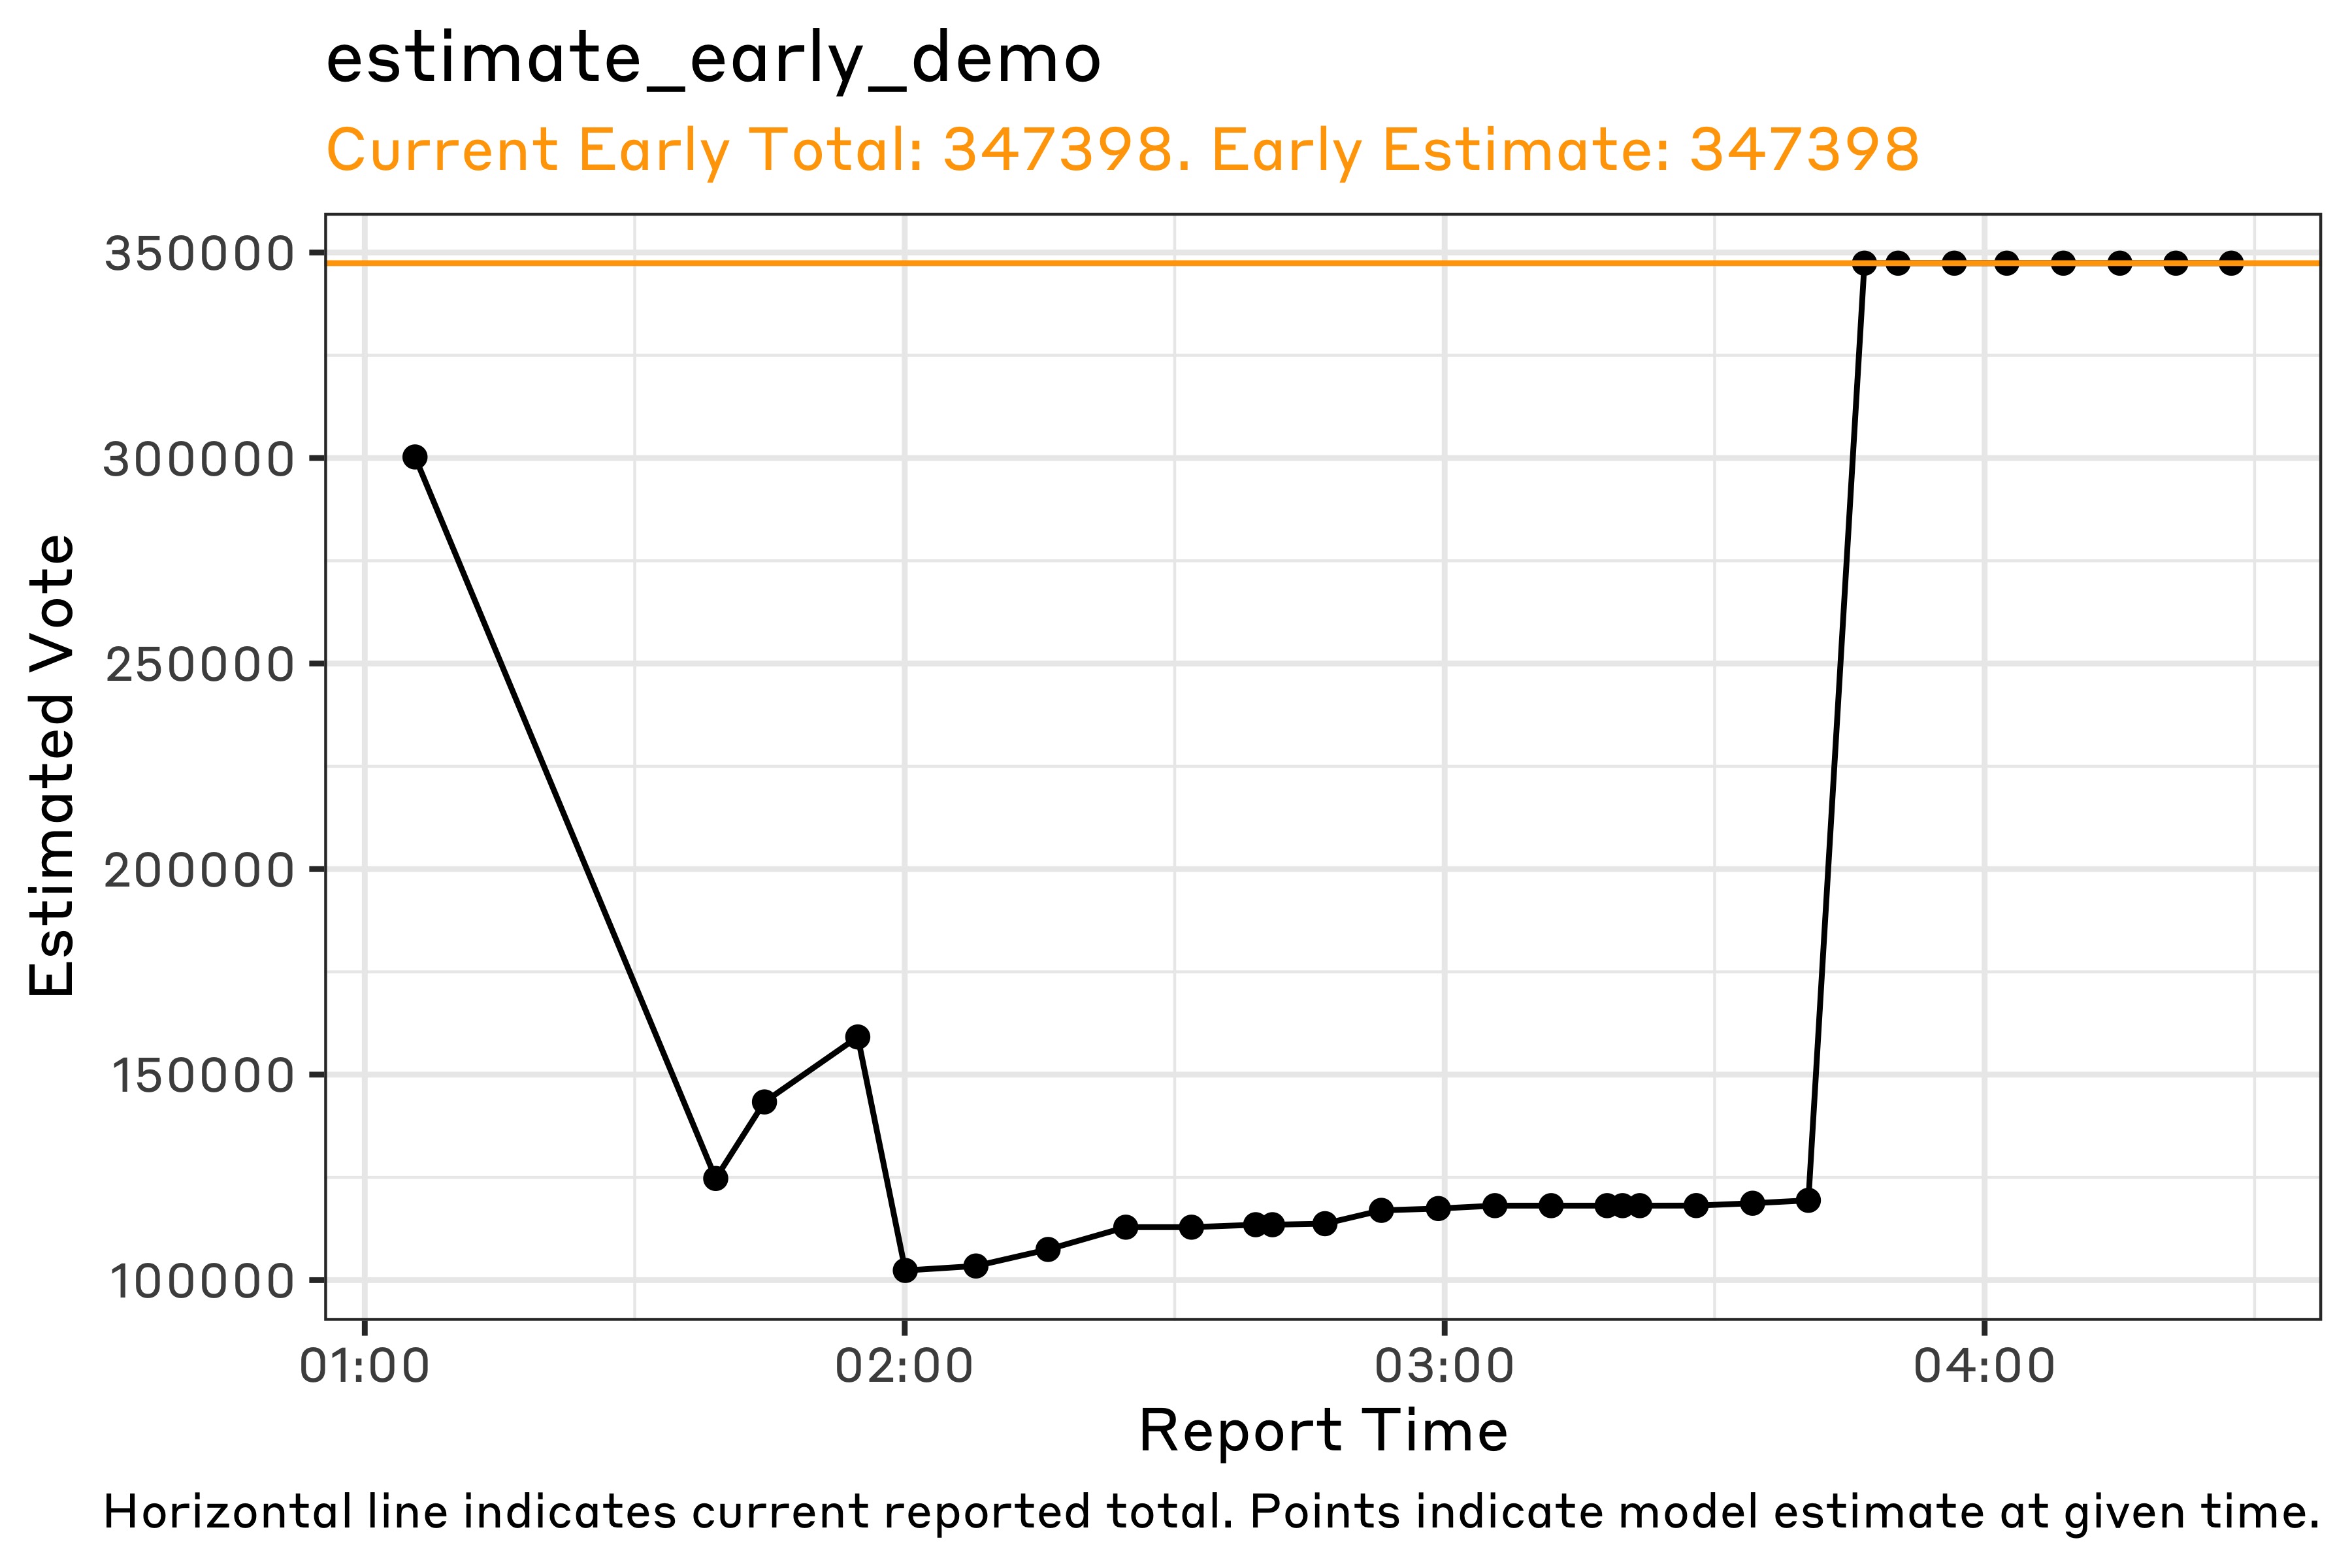 estimate_early_demo
Current Early Total: 347398. Early Estimate: 347398
350000
300000
250000
200000
150000
100000
Estimated Vote
01:00 02:00 03:00 04:00
Report Time
Horizontal line indicates current reported total. Points indicate model estimate at given time.